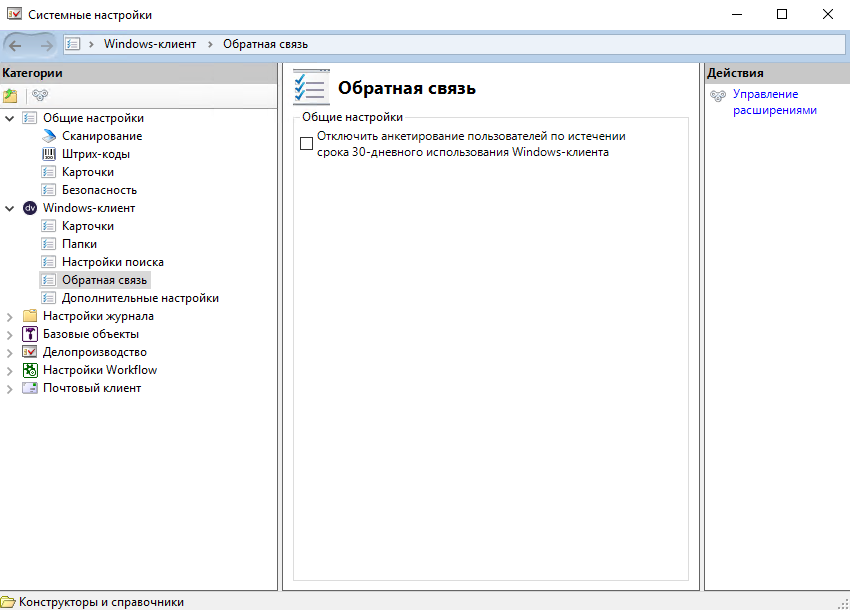 Системные настройки
Windows-клиент
Обратная связь
Категории
Общие настройки
Сканирование
Штрих-коды
Карточки
Безопасность
dv Windows-клиент
Карточки
Папки
Настройки поиска
Обратная связь
Дополнительные настройки
Настройки журнала
Базовые объекты
Делопроизводство
Настройки Workflow
Почтовый клиент
Обратная связь
Общие настройки
Отключить анкетирование пользователей по истечении
срока 30-дневного использования Windows-клиента
Действия
Управление
расширениями
Конструкторы и справочники